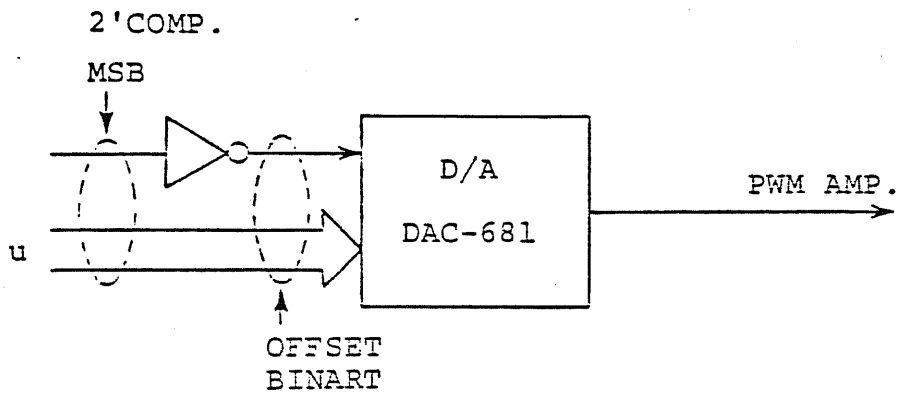 2'COMP.
MSB
D/A
DAC-681
PWM AMP.
u
OFFSET
BINART